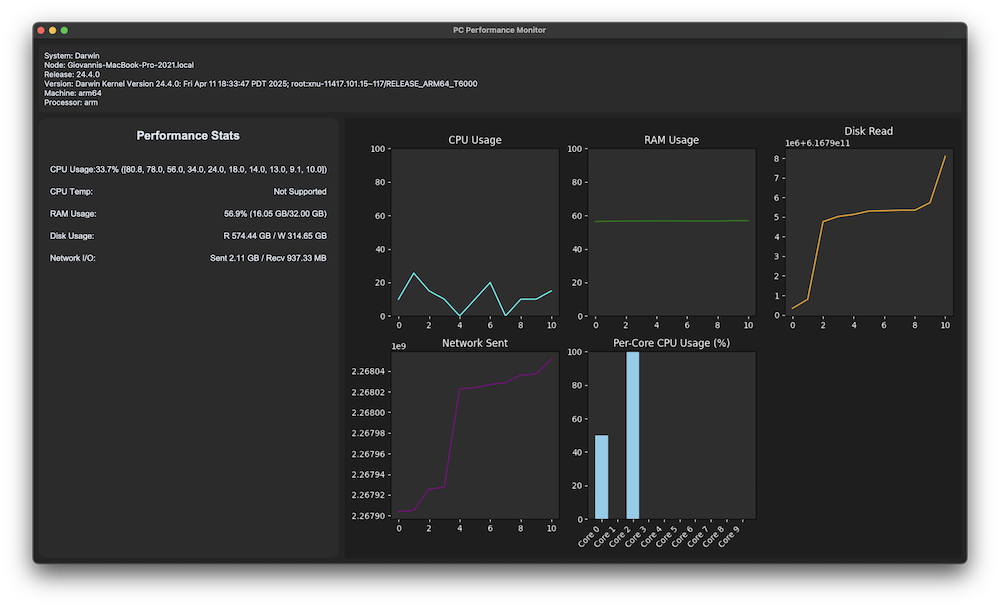 PC Performance Monitor
System: Darwin
Node: Giovannis-MacBook-Pro-2021.local
Release: 24.4.0
Version: Darwin Kernel Version 24.4.0: Fri Apr 11 18:33:47 PDT 2025; root:xnu-11417.101.15~117/RELEASE_ARM64_T6000
Machine: arm64
Processor: arm
Performance Stats
CPU Usage:33.7% ([80.8, 78.0, 56.0, 34.0, 24.0, 18.0, 14.0, 13.0, 9.1, 10.0])
CPU Temp: Not Supported
RAM Usage: 56.9% (16.05 GB/32.00 GB)
Disk Usage: R 574.44 GB / W 314.65 GB
Network I/O: Sent 2.11 GB / Recv 937.33 MB
CPU Usage
100
80
60
40
20
0
0 2 4 6 8 10
RAM Usage
100
80
60
40
20
0
0 2 4 6 8 10
Disk Read
1e6+6.1679e11
8
7
6
5
4
3
2
1
0
0 2 4 6 8 10
Network Sent
1e9
2.26804
2.26802
2.26800
2.26798
2.26796
2.26794
2.26792
2.26790
0 2 4 6 8 10
Per-Core CPU Usage (%)
100
80
60
40
20
0
Core 0
Core 1
Core 2
Core 3
Core 4
Core 5
Core 6
Core 7
Core 8
Core 9